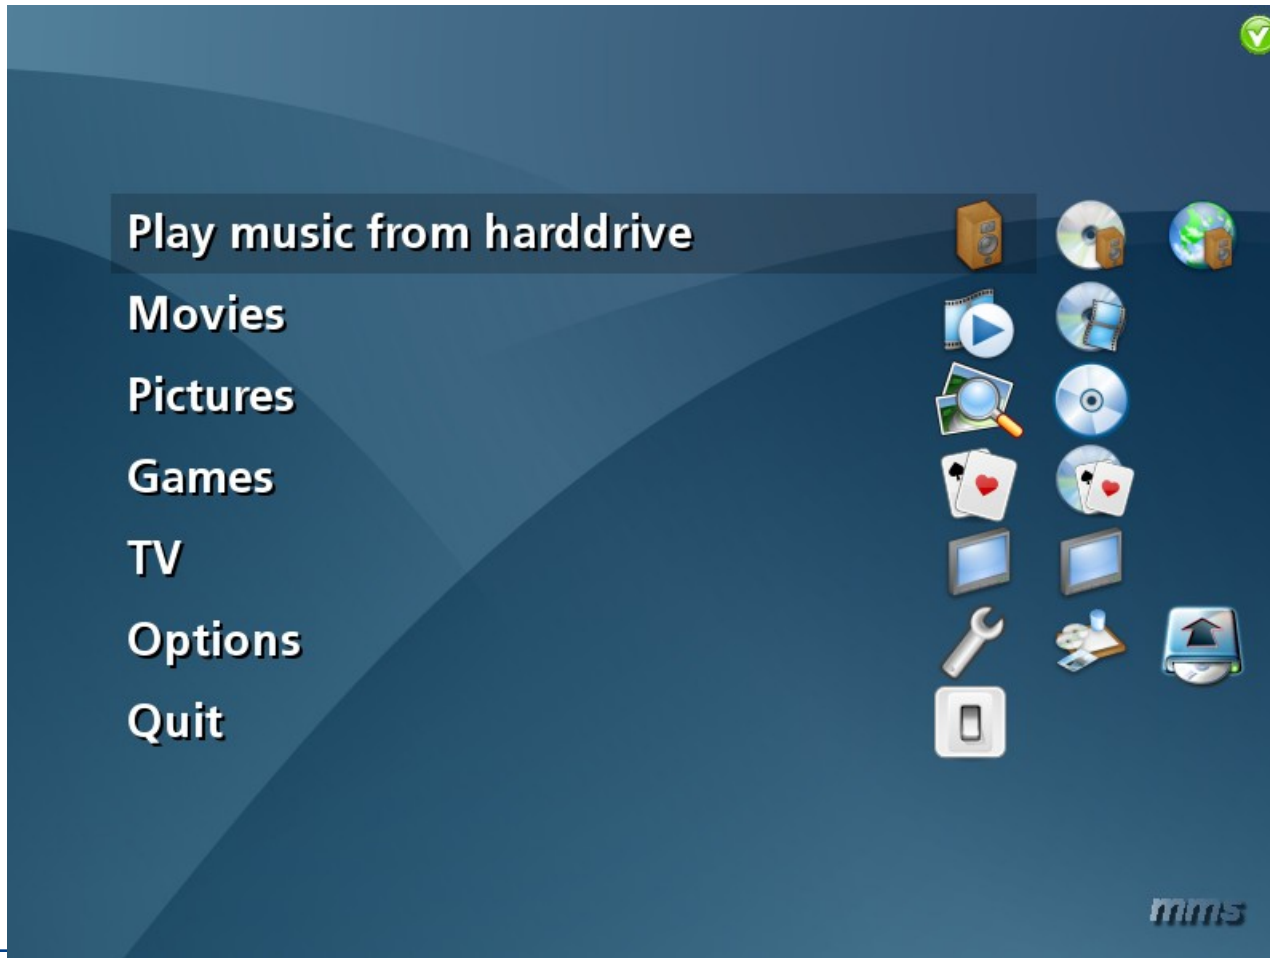 Play music from harddrive
Movies
Pictures
Games
TV
Options
Quit
mms